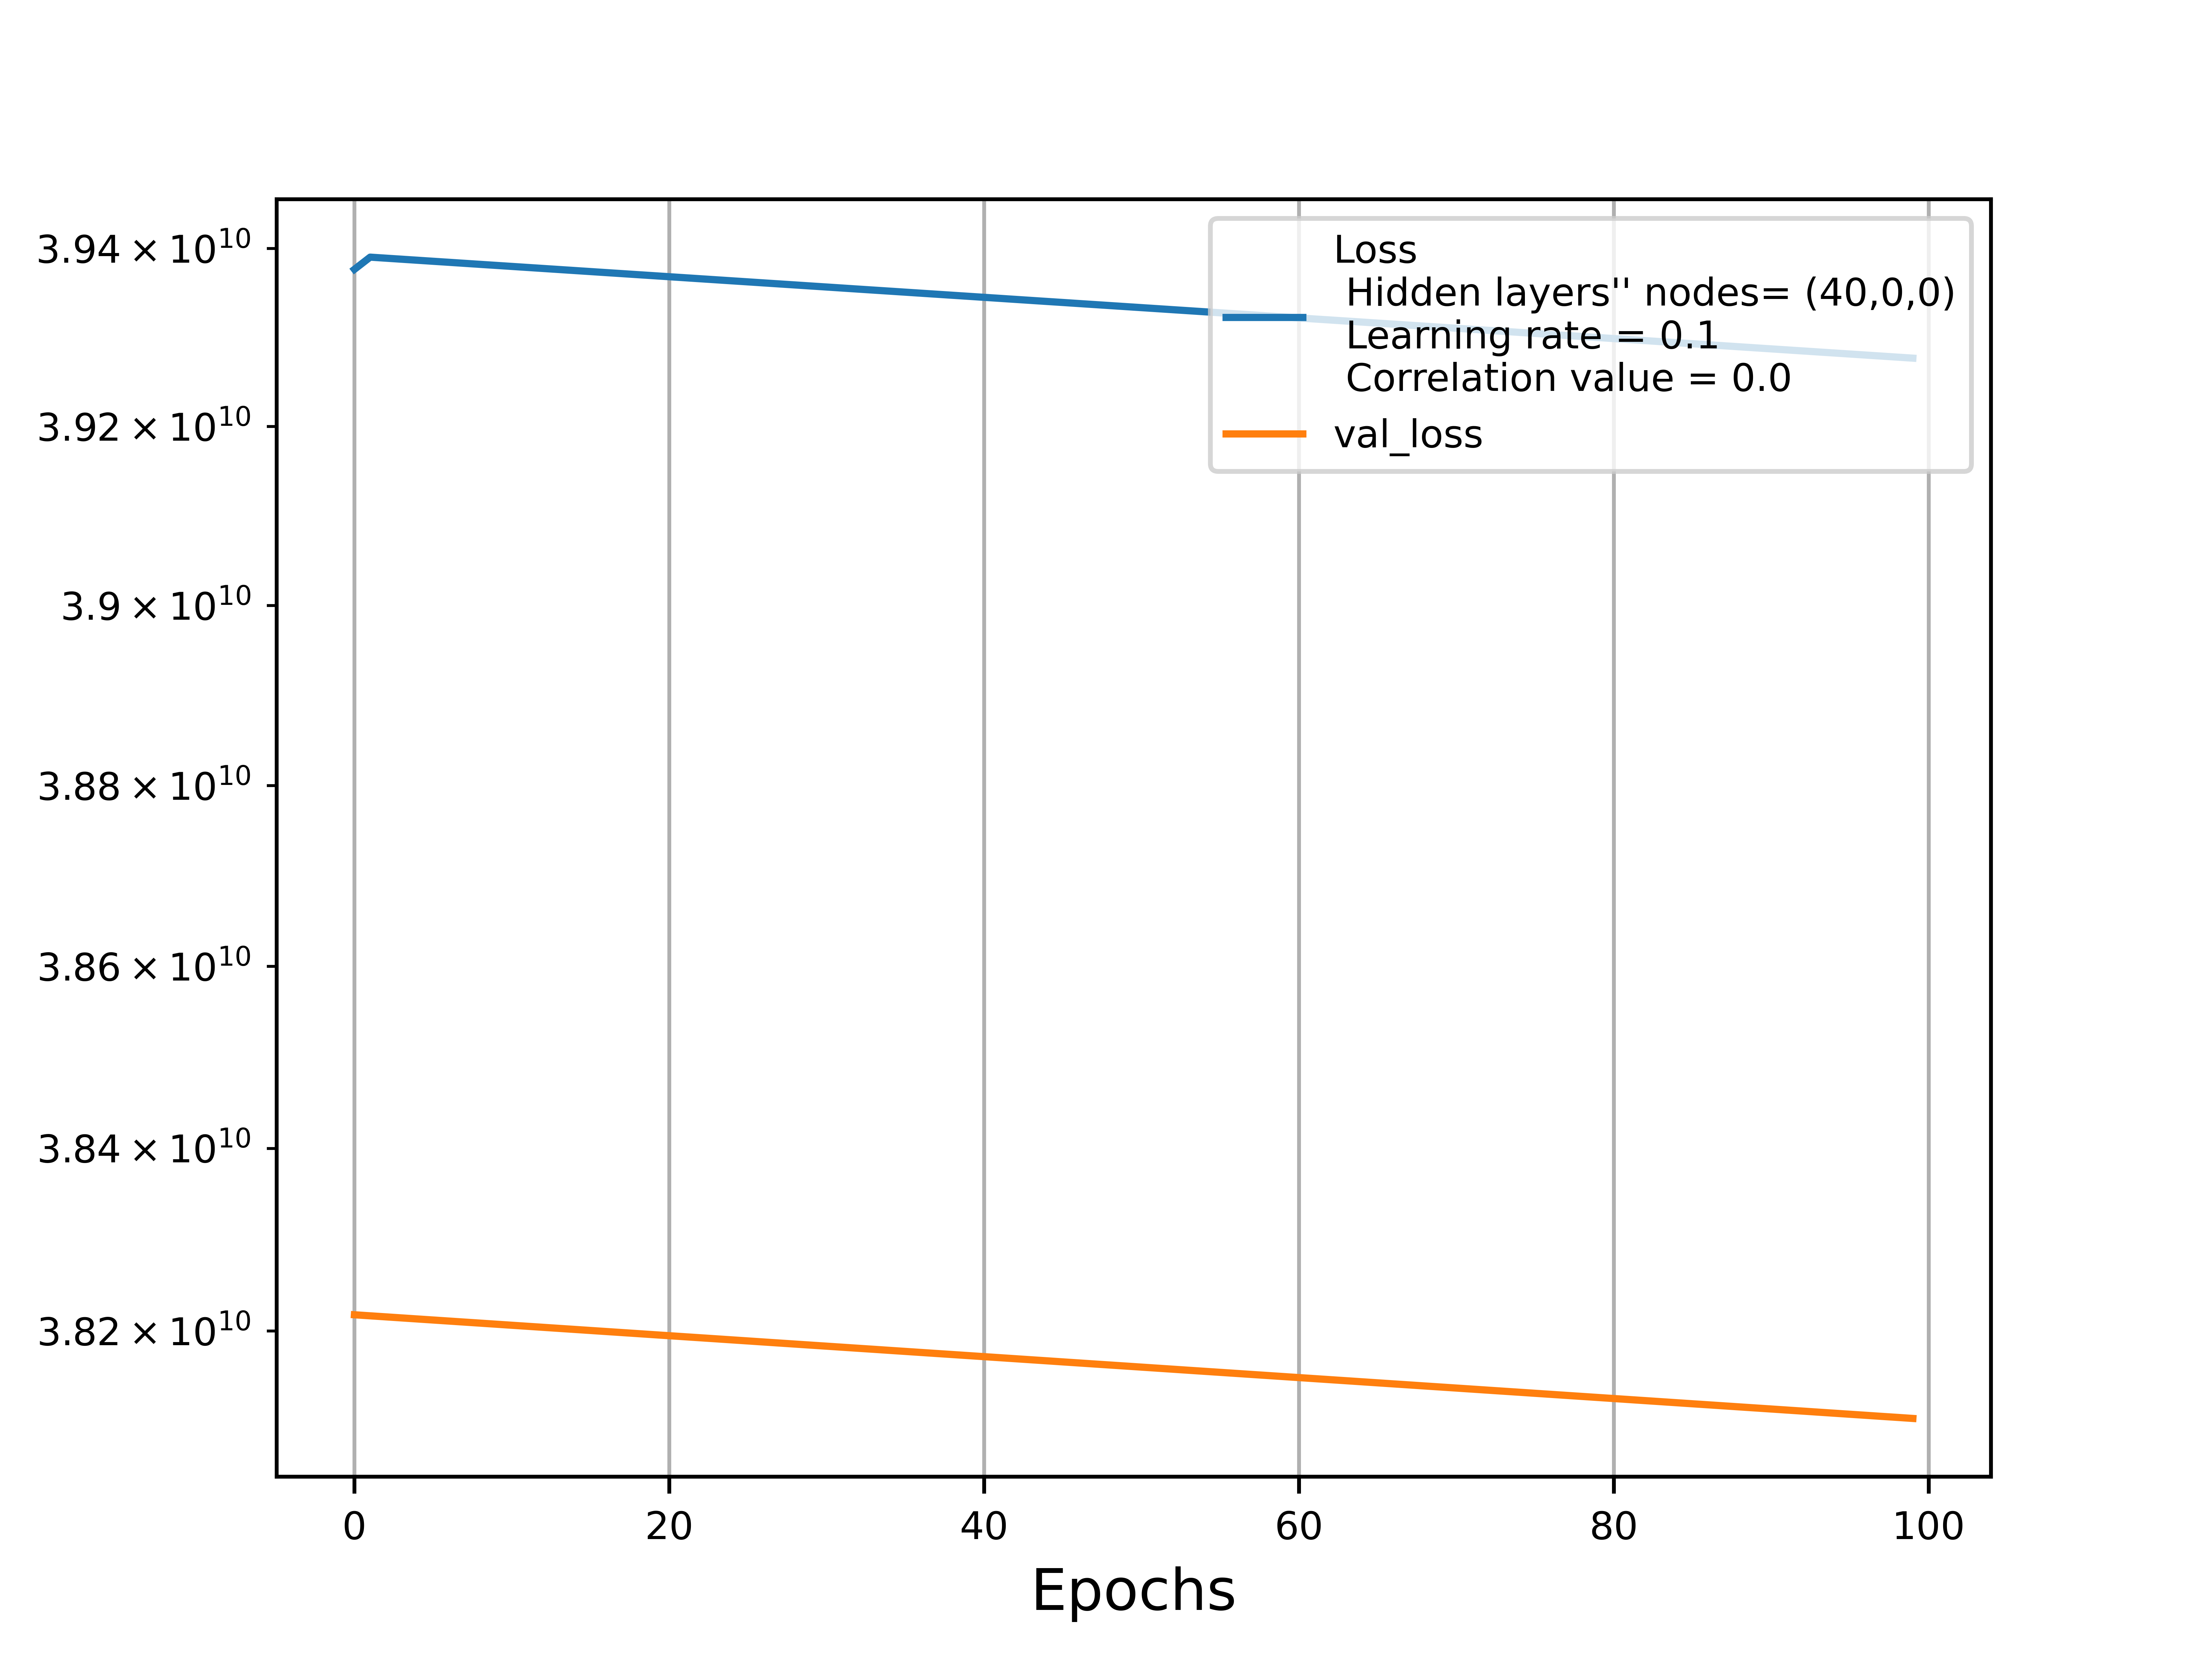 3.94 × 10¹⁰
3.92 × 10¹⁰
3.9 × 10¹⁰
3.88 × 10¹⁰
3.86 × 10¹⁰
3.84 × 10¹⁰
3.82 × 10¹⁰
Loss
Hidden layers'' nodes= (40,0,0)
Learning rate = 0.1
Correlation value = 0.0
val_loss
0 20 40 60 80 100
Epochs